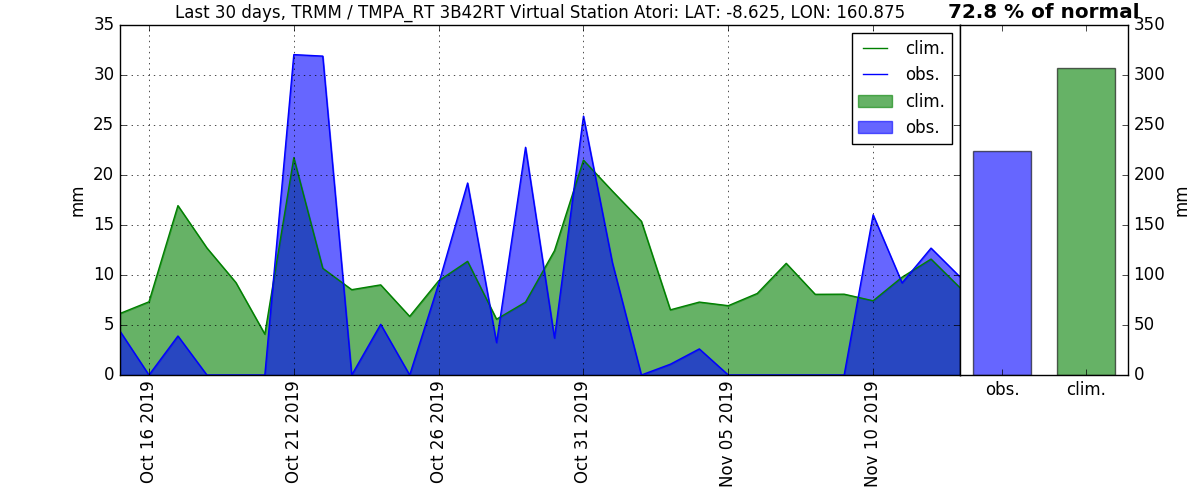 Last 30 days, TRMM / TMPA_RT 3B42RT Virtual Station Atori: LAT: -8.625, LON: 160.875
72.8 % of normal
35
30
25
20
15
10
5
0
mm
clim.
obs.
clim.
obs.
Oct 16 2019
Oct 21 2019
Oct 26 2019
Oct 31 2019
Nov 05 2019
Nov 10 2019
350
300
250
200
150
100
50
0
mm
obs.
clim.